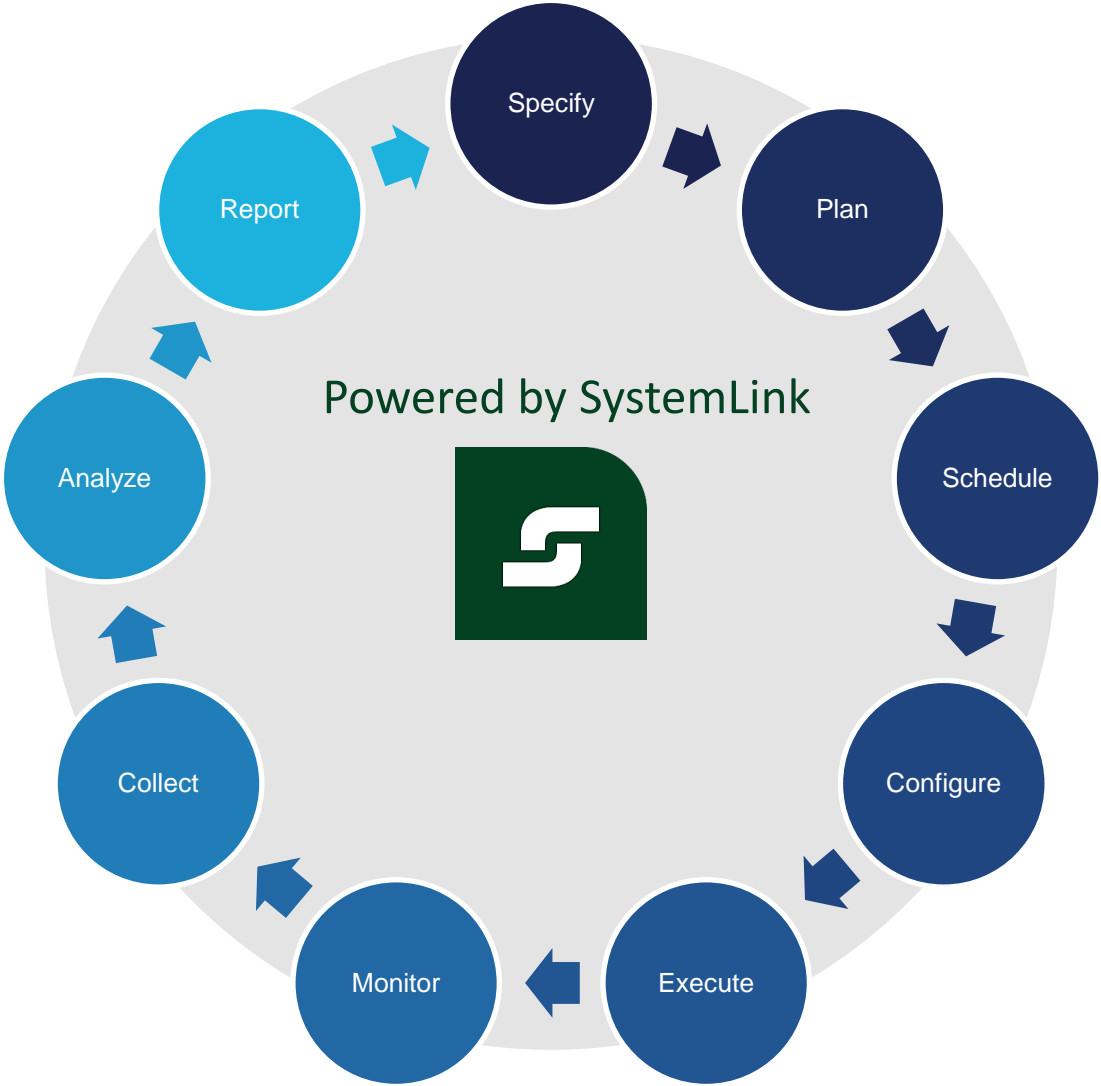 Specify
Plan
Schedule
Configure
Execute
Monitor
Collect
Analyze
Report
Powered by SystemLink